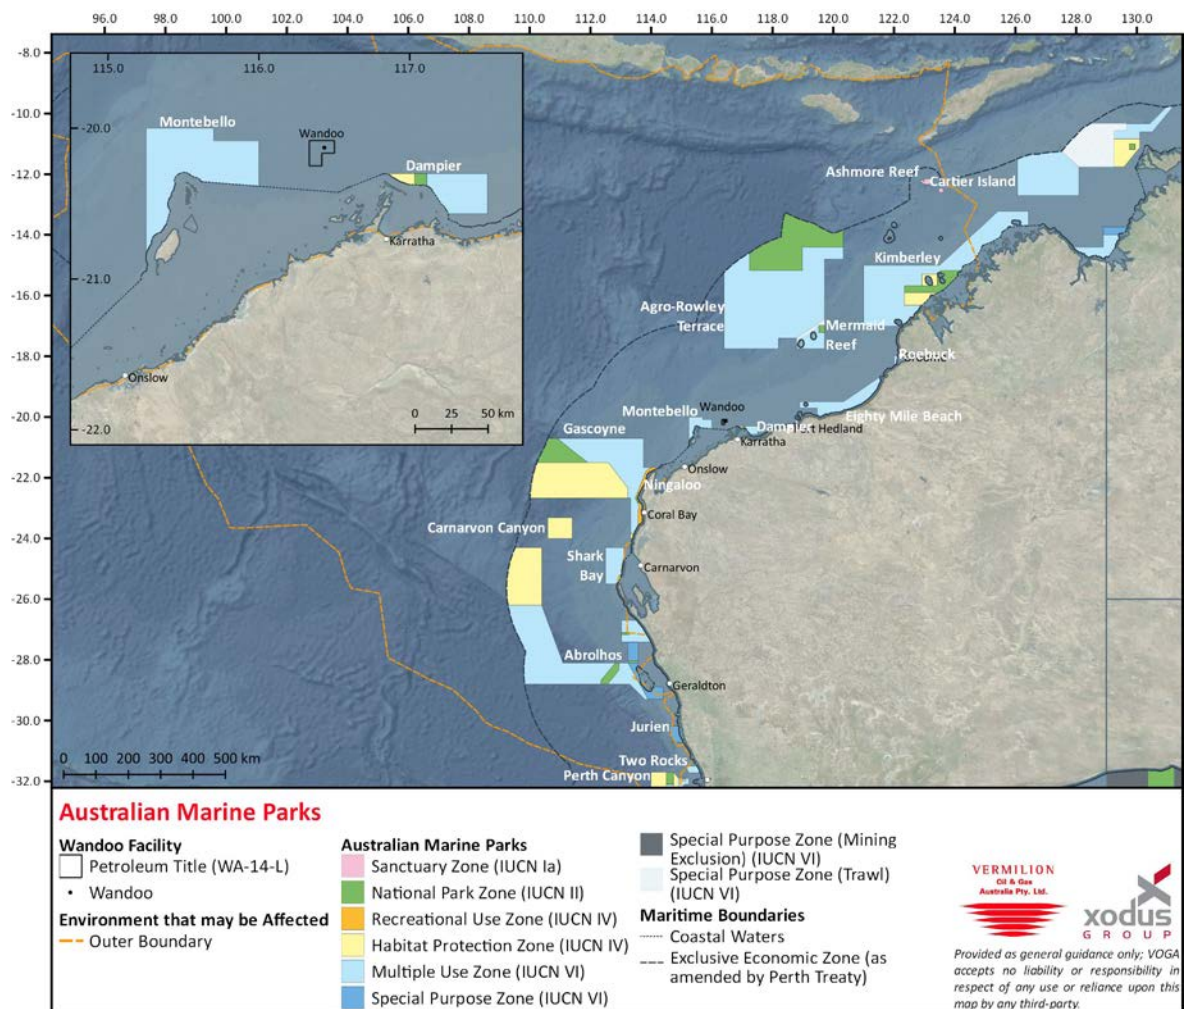 96.0 98.0 100.0 102.0 104.0 106.0 108.0 110.0 112.0 114.0 116.0 118.0 120.0 122.0 124.0 126.0 128.0 130.0
-8.0
-10.0
-12.0
-14.0
-16.0
-18.0
-20.0
-22.0
-24.0
-26.0
-28.0
-30.0
-32.0
115.0 116.0 117.0
-20.0
-21.0
-22.0
Montebello
Wandoo
Dampier
Karratha
Onslow
0 25 50 km
Ashmore Reef
Cartier Island
Kimberley
Agro-Rowley
Terrace
Mermaid
Reef
Roebuck
Montebello
Wandoo
Eighty Mile Beach
Dampier
Port Hedland
Karratha
Gascoyne
Onslow
Ningaloo
Coral Bay
Carnarvon Canyon
Shark
Bay
Carnarvon
Abrolhos
Geraldton
Jurien
Two Rocks
Perth Canyon
0 100 200 300 400 500 km
Australian Marine Parks
Wandoo Facility
Petroleum Title (WA-14-L)
Wandoo
Environment that may be Affected
Outer Boundary
Australian Marine Parks
Sanctuary Zone (IUCN Ia)
National Park Zone (IUCN II)
Recreational Use Zone (IUCN IV)
Habitat Protection Zone (IUCN IV)
Multiple Use Zone (IUCN VI)
Special Purpose Zone (IUCN VI)
Special Purpose Zone (Mining
Exclusion) (IUCN VI)
Special Purpose Zone (Trawl)
(IUCN VI)
Maritime Boundaries
Coastal Waters
Exclusive Economic Zone (as
amended by Perth Treaty)
VERMILION
Oil & Gas
Australia Pty. Ltd.
xodus
GROUP
Provided as general guidance only; VOGA
accepts no liability or responsibility in
respect of any use or reliance upon this
map by any third-party.